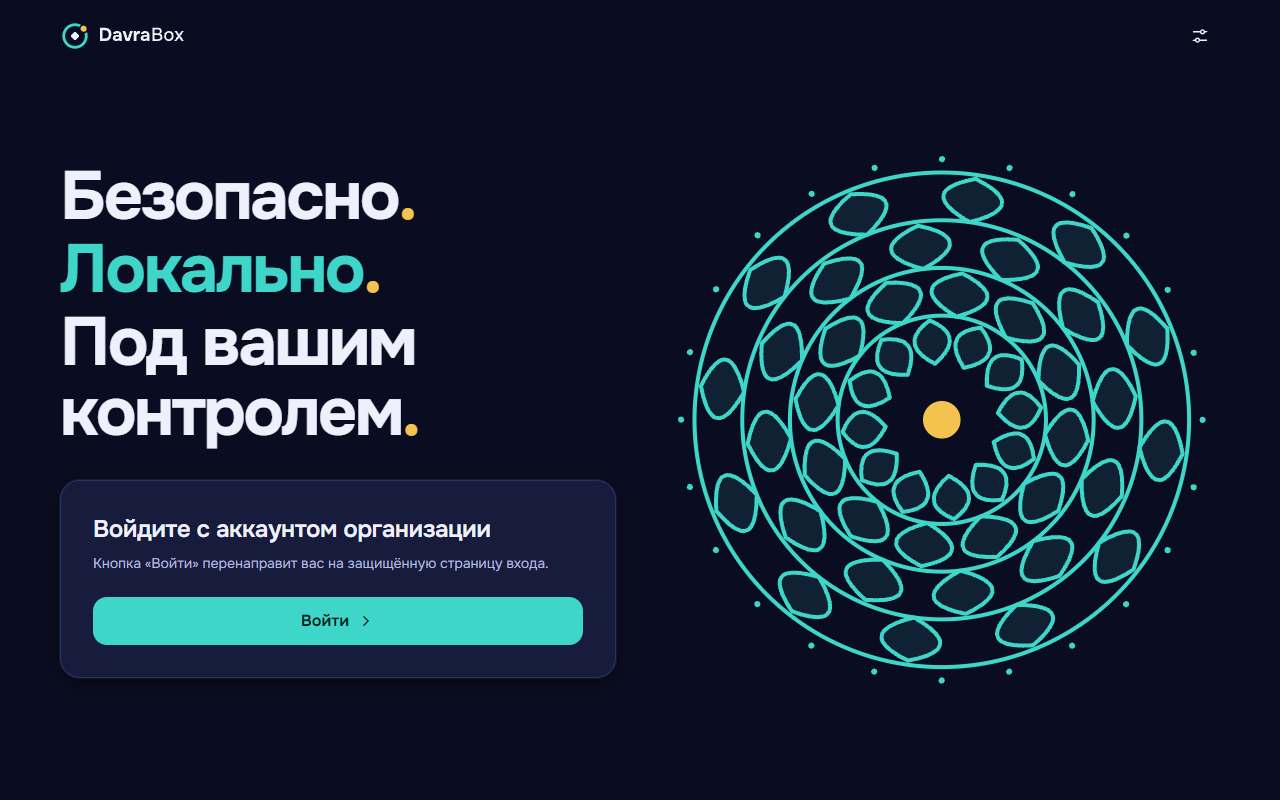 DavraBox
Безопасно.
Локально.
Под вашим
контролем.
Войдите с аккаунтом организации
Кнопка «Войти» перенаправит вас на защищённую страницу входа.
Войти